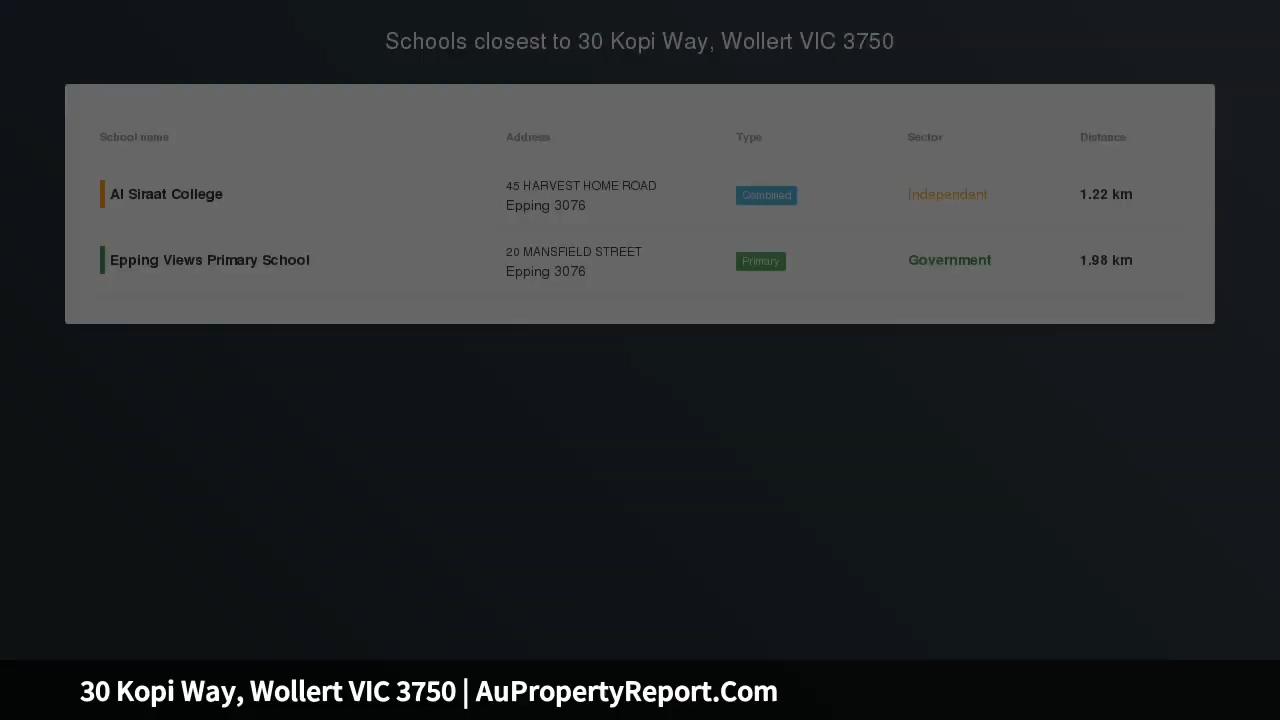 Schools closest to 30 Kopi Way, Wollert VIC 3750
School name Address Type Sector Distance
Al Siraat College 45 HARVEST HOME ROAD Combined Independent 1.22 km
Epping 3076
Epping Views Primary School 20 MANSFIELD STREET Primary Government 1.98 km
Epping 3076
30 Kopi Way, Wollert VIC 3750 | AuPropertyReport.Com